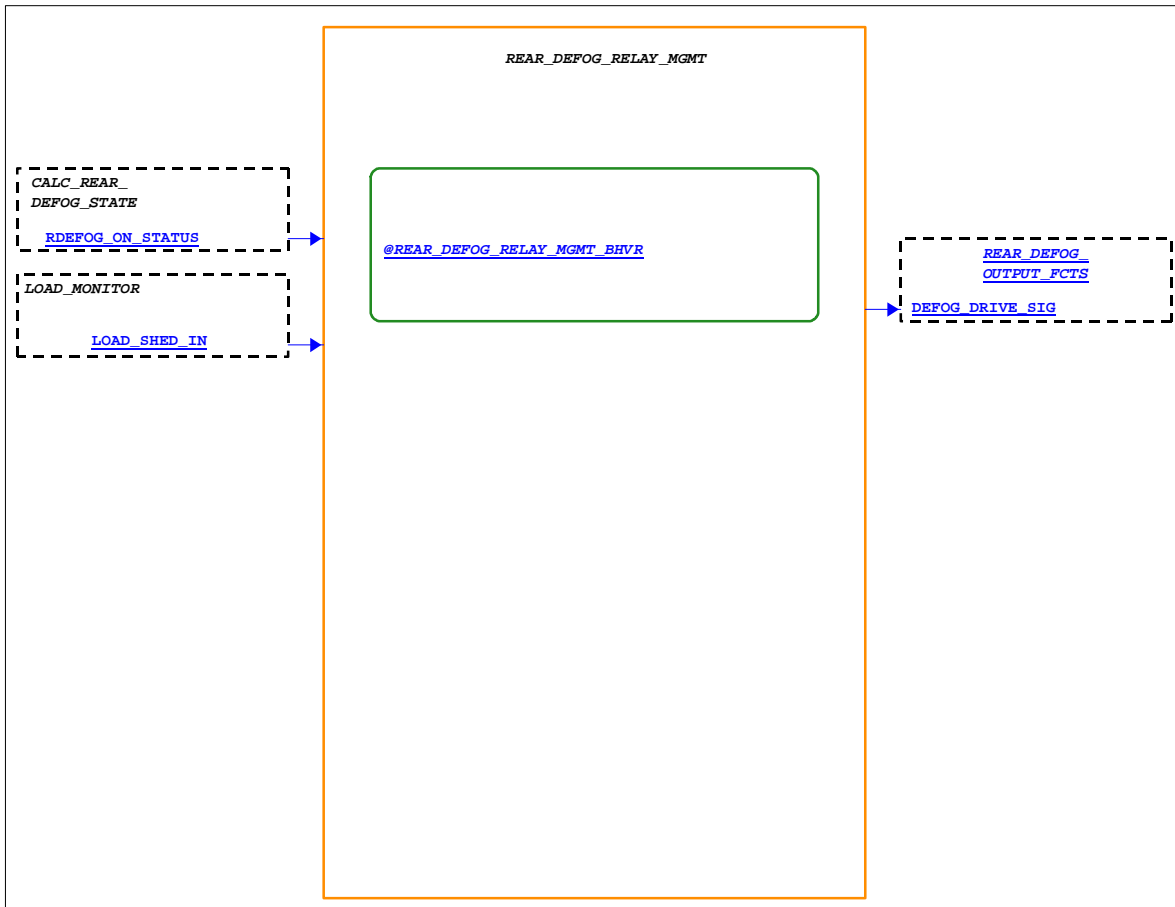 REAR_DEFOG_RELAY_MGMT
CALC_REAR_
DEFOG_STATE
RDEFOG_ON_STATUS
LOAD_MONITOR
LOAD_SHED_IN
@REAR_DEFOG_RELAY_MGMT_BHVR
REAR_DEFOG_
OUTPUT_FCTS
DEFOG_DRIVE_SIG